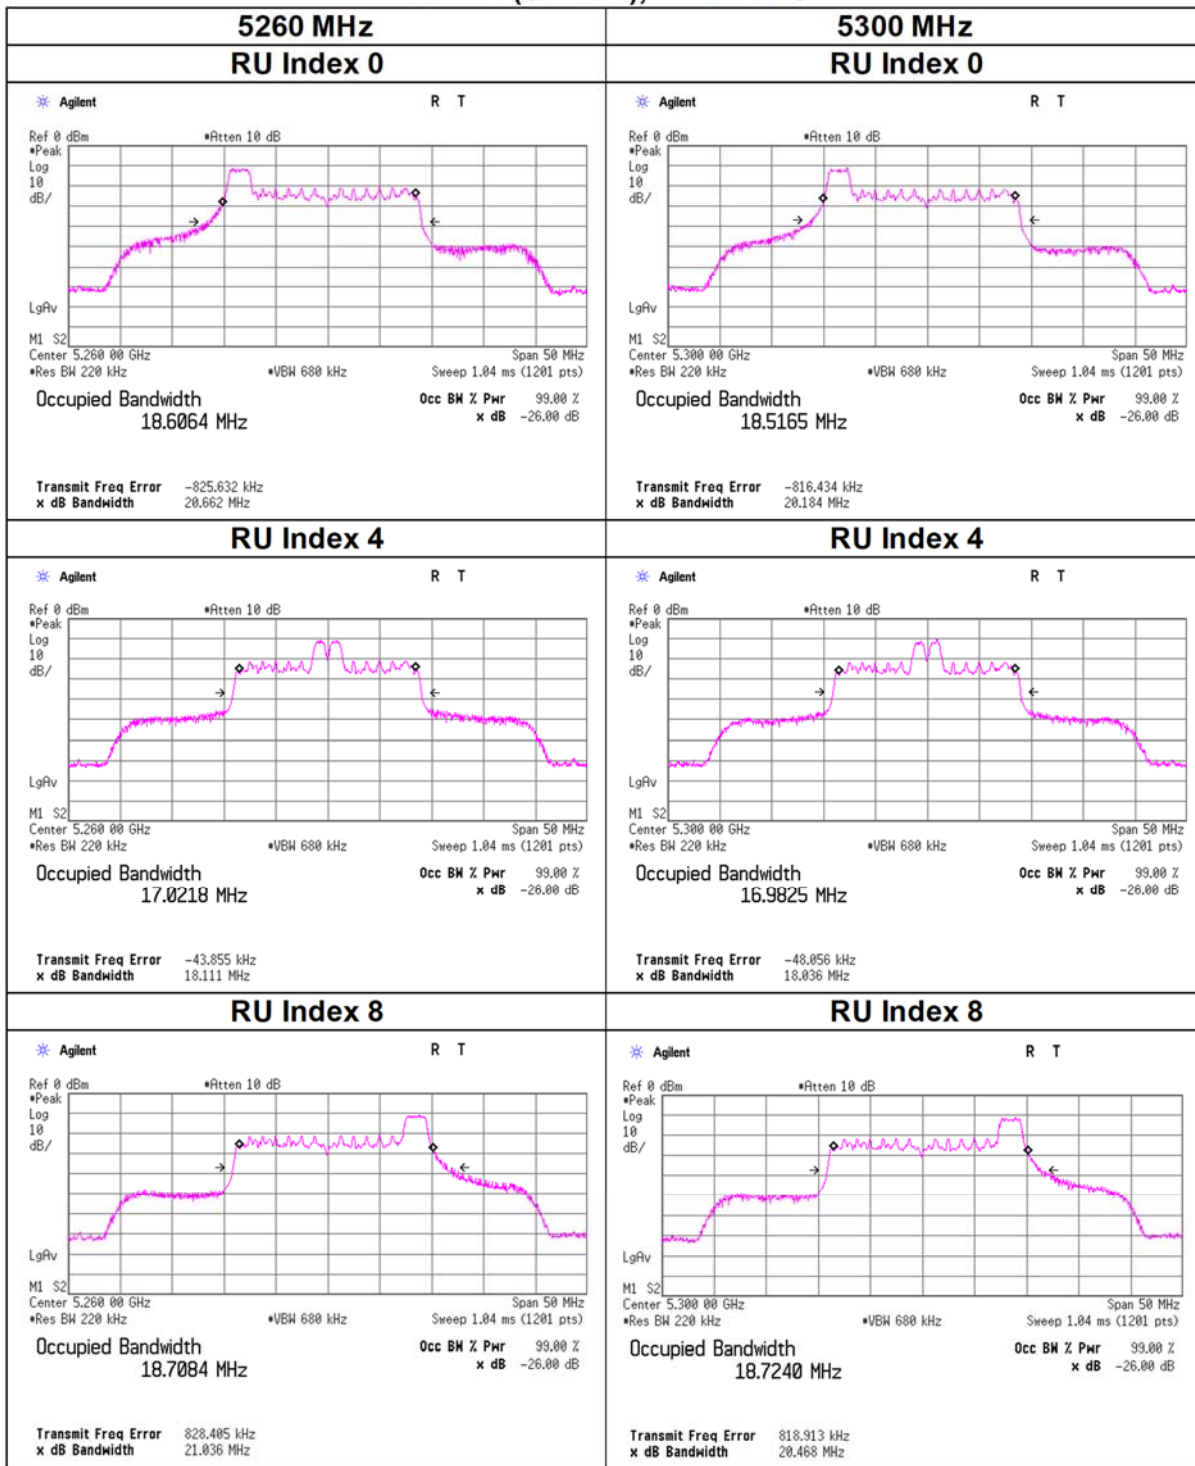 5260 MHz
5300 MHz
RU Index 0
RU Index 0
Agilent
R T
Ref 0 dBm
*Atten 10 dB
*Peak
Log
10
dB/
LgAv
M1 S2
Center 5.260 00 GHz
Span 50 MHz
*Res BW 220 kHz
*VBW 680 kHz
Sweep 1.04 ms (1201 pts)
Occupied Bandwidth
18.6064 MHz
Occ BW % Pwr 99.00 %
x dB -26.00 dB
Transmit Freq Error -825.632 kHz
x dB Bandwidth 20.662 MHz
Agilent
R T
Ref 0 dBm
*Atten 10 dB
*Peak
Log
10
dB/
LgAv
M1 S2
Center 5.300 00 GHz
Span 50 MHz
*Res BW 220 kHz
*VBW 680 kHz
Sweep 1.04 ms (1201 pts)
Occupied Bandwidth
18.5165 MHz
Occ BW % Pwr 99.00 %
x dB -26.00 dB
Transmit Freq Error -816.434 kHz
x dB Bandwidth 20.184 MHz
RU Index 4
RU Index 4
Agilent
R T
Ref 0 dBm
*Atten 10 dB
*Peak
Log
10
dB/
LgAv
M1 S2
Center 5.260 00 GHz
Span 50 MHz
*Res BW 220 kHz
*VBW 680 kHz
Sweep 1.04 ms (1201 pts)
Occupied Bandwidth
17.0218 MHz
Occ BW % Pwr 99.00 %
x dB -26.00 dB
Transmit Freq Error -43.855 kHz
x dB Bandwidth 18.111 MHz
Agilent
R T
Ref 0 dBm
*Atten 10 dB
*Peak
Log
10
dB/
LgAv
M1 S2
Center 5.300 00 GHz
Span 50 MHz
*Res BW 220 kHz
*VBW 680 kHz
Sweep 1.04 ms (1201 pts)
Occupied Bandwidth
16.9825 MHz
Occ BW % Pwr 99.00 %
x dB -26.00 dB
Transmit Freq Error -48.056 kHz
x dB Bandwidth 18.036 MHz
RU Index 8
RU Index 8
Agilent
R T
Ref 0 dBm
*Atten 10 dB
*Peak
Log
10
dB/
LgAv
M1 S2
Center 5.260 00 GHz
Span 50 MHz
*Res BW 220 kHz
*VBW 680 kHz
Sweep 1.04 ms (1201 pts)
Occupied Bandwidth
18.7084 MHz
Occ BW % Pwr 99.00 %
x dB -26.00 dB
Transmit Freq Error 828.405 kHz
x dB Bandwidth 21.036 MHz
Agilent
R T
Ref 0 dBm
*Atten 10 dB
*Peak
Log
10
dB/
LgAv
M1 S2
Center 5.300 00 GHz
Span 50 MHz
*Res BW 220 kHz
*VBW 680 kHz
Sweep 1.04 ms (1201 pts)
Occupied Bandwidth
18.7240 MHz
Occ BW % Pwr 99.00 %
x dB -26.00 dB
Transmit Freq Error 818.913 kHz
x dB Bandwidth 20.468 MHz